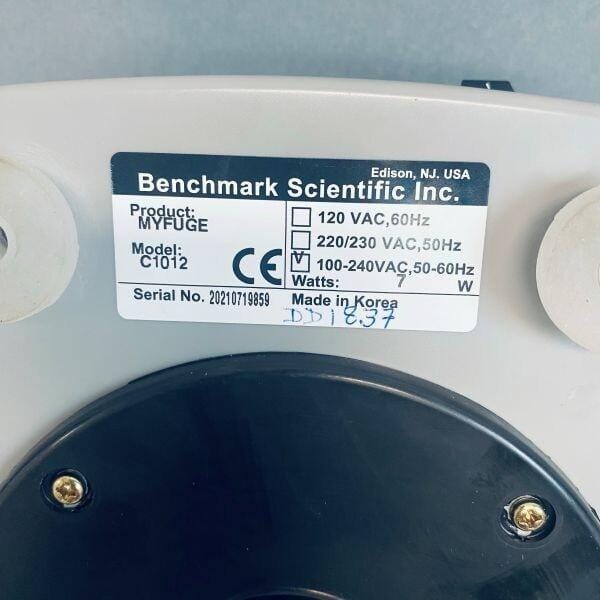 Edison, NJ. USA
Benchmark Scientific Inc.
Product:
MYFUGE
Model:
C1012
CE
Serial No. 20210719859
120 VAC,60Hz
220/230 VAC,50Hz
V 100-240VAC,50-60Hz
Watts: 7 W
Made in Korea
DD1837